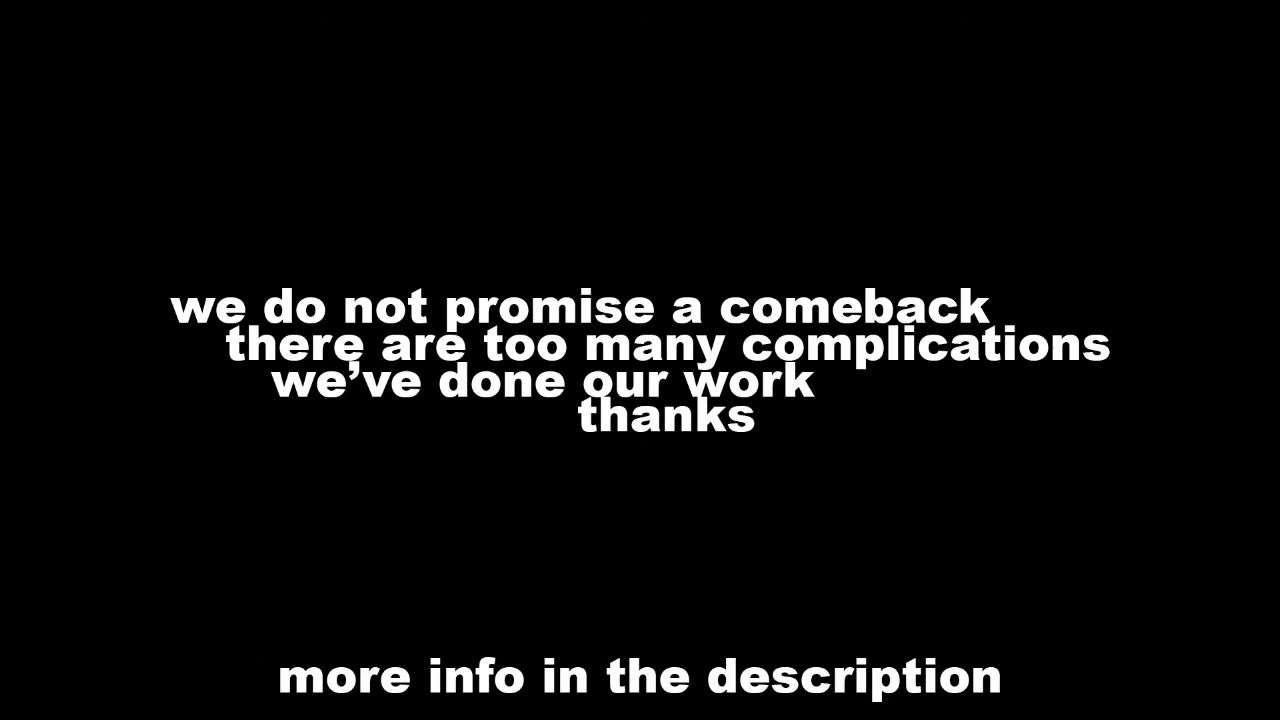 we do not promise a comeback
there are too many complications
we’ve done our work
thanks
more info in the description